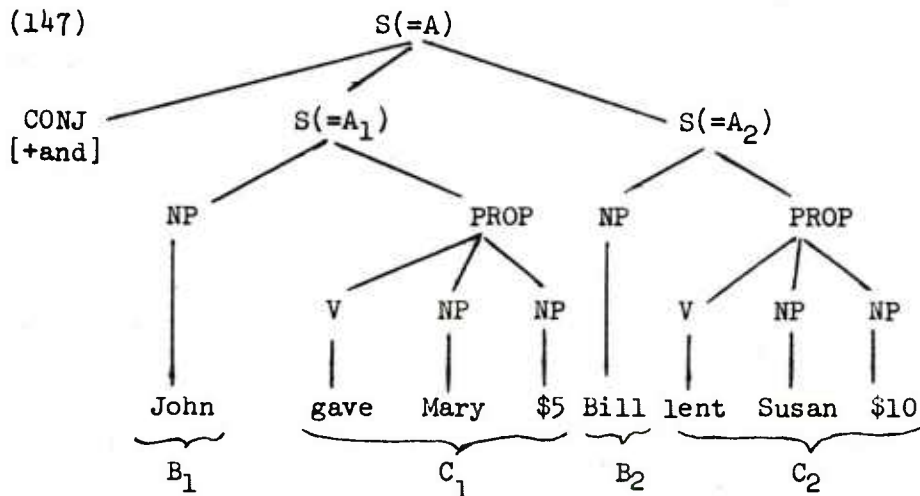 (147) S(=A)
CONJ S(=A₁) S(=A₂)
[+and]
NP PROP NP PROP
V NP NP V NP NP
John gave Mary $5 Bill lent Susan $10
B₁ C₁ B₂ C₂